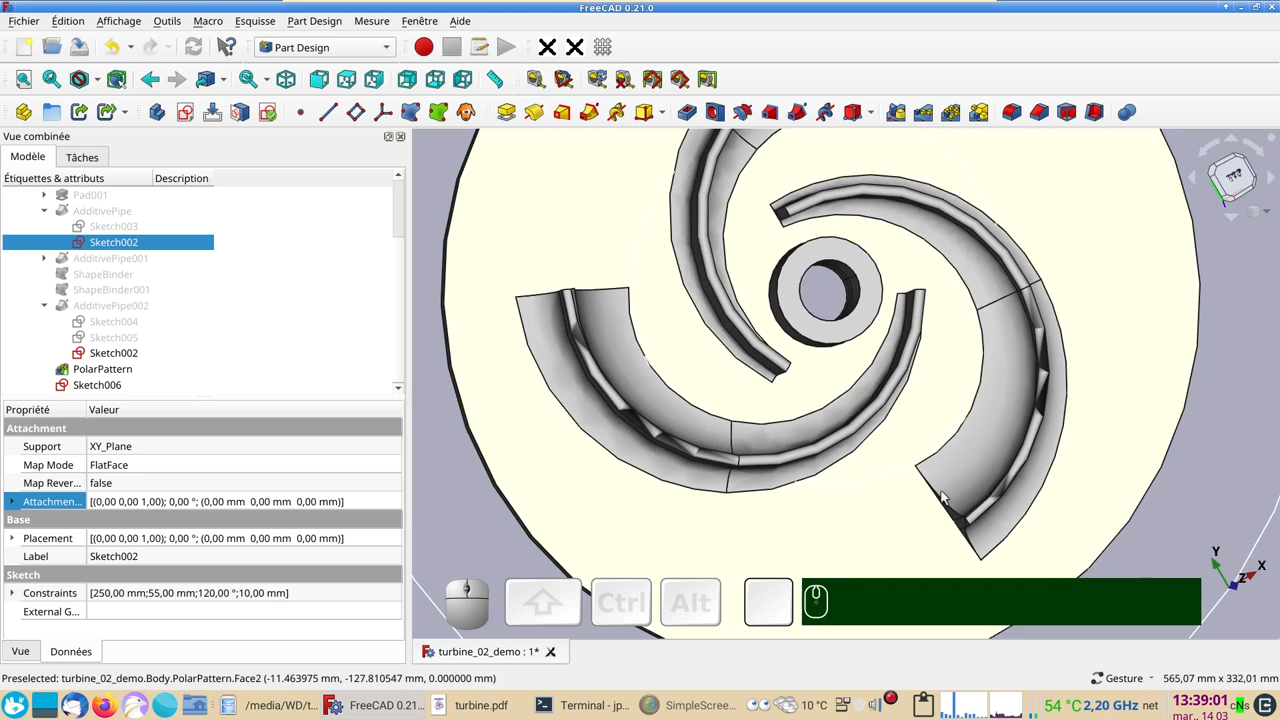 FreeCAD 0.21.0
Fichier Édition Affichage Outils Macro Esquisse Part Design Mesure Fenêtre Aide
Part Design
Vue combinée
Modèle Tâches
Étiquettes & attributs Description
Pad001
AdditivePipe
Sketch003
Sketch002
AdditivePipe001
ShapeBinder
ShapeBinder001
AdditivePipe002
Sketch004
Sketch005
Sketch002
PolarPattern
Sketch006
Propriété Valeur
Attachment
Support XY_Plane
Map Mode FlatFace
Map Rever... false
Attachmen... [(0,00 0,00 1,00); 0,00 °; (0,00 mm 0,00 mm 0,00 mm)]
Base
Placement [(0,00 0,00 1,00); 0,00 °; (0,00 mm 0,00 mm 0,00 mm)]
Label Sketch002
Sketch
Constraints [250,00 mm;55,00 mm;120,00 °;10,00 mm]
External G...
Y X Z
Ctrl Alt
Vue Données
turbine_02_demo : 1*
Preselected: turbine_02_demo.Body.PolarPattern.Face2 (-11.463975 mm, -127.810547 mm, 0.000000 mm)
Gesture 565,07 mm x 332,01 mm
/media/WD/t... FreeCAD 0.21... turbine.pdf Terminal - jp... SimpleScree... 10 °C 54 °C 2,20 GHz net 13:39:01 cNs
mar., 14 03